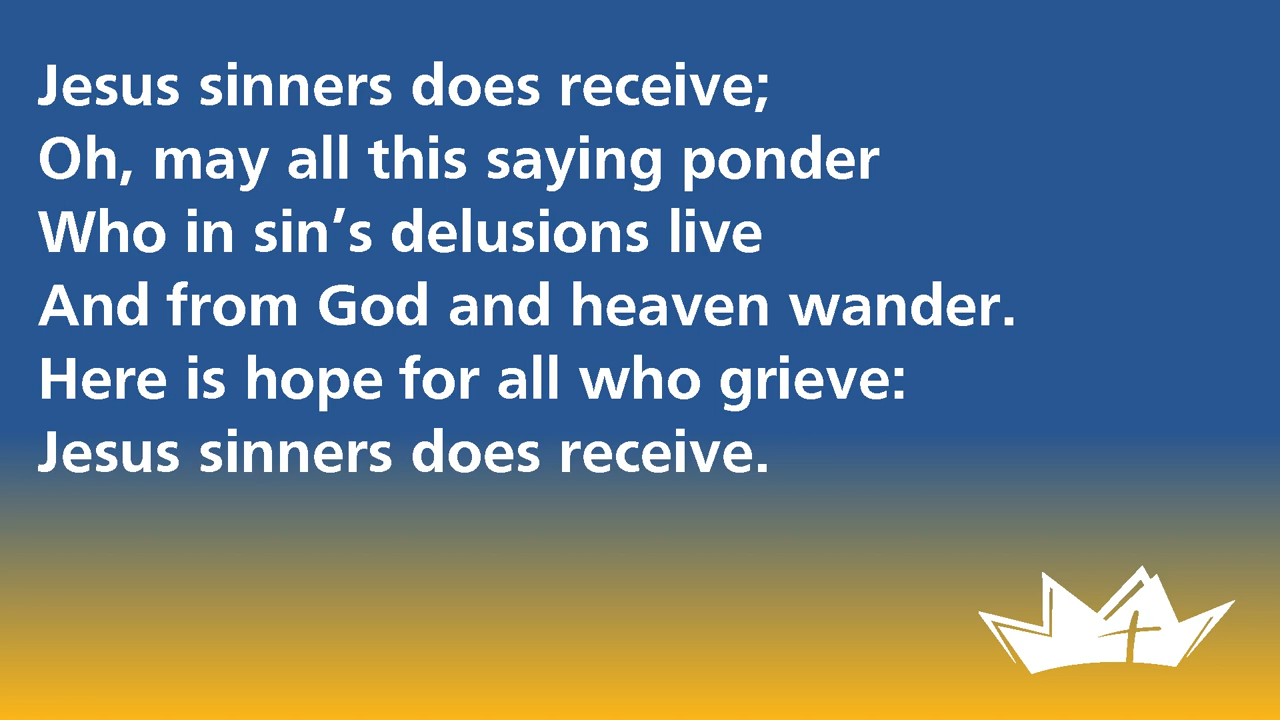 Jesus sinners does receive;
Oh, may all this saying ponder
Who in sin’s delusions live
And from God and heaven wander.
Here is hope for all who grieve:
Jesus sinners does receive.